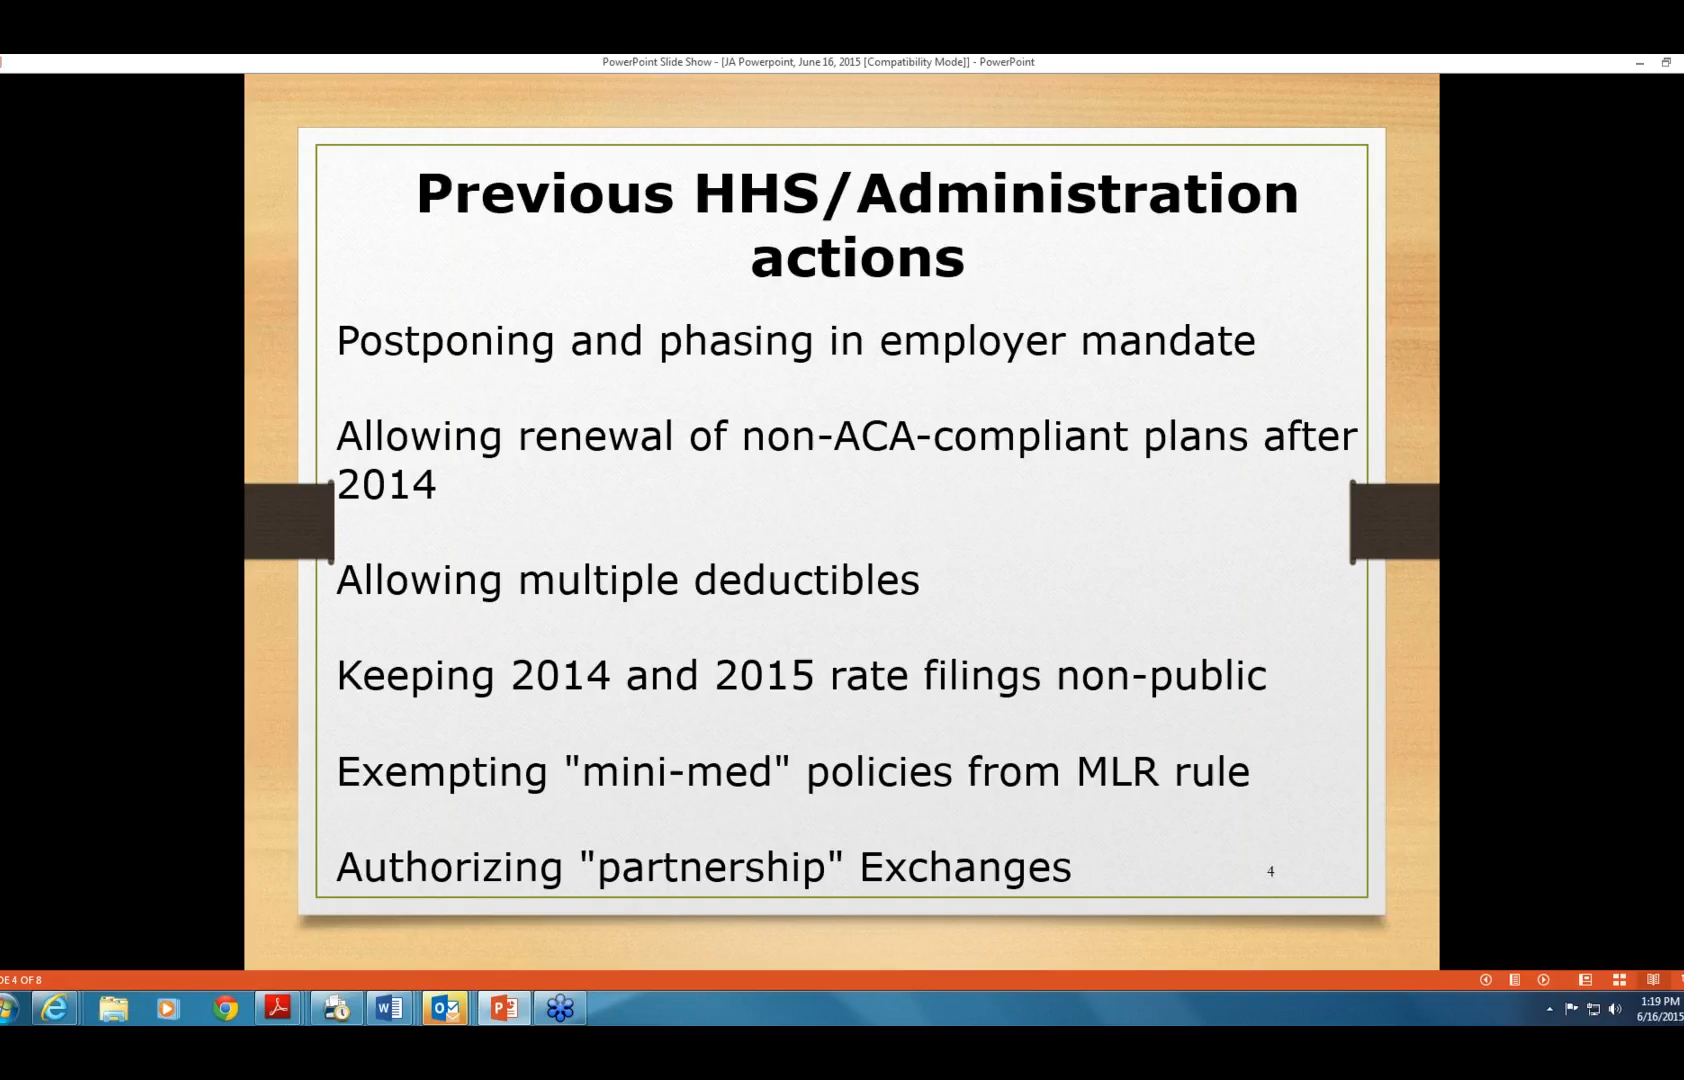 PowerPoint Slide Show - [JA Powerpoint, June 16, 2015 [Compatibility Mode]] - PowerPoint
Previous HHS/Administration
actions
Postponing and phasing in employer mandate
Allowing renewal of non-ACA-compliant plans after
2014
Allowing multiple deductibles
Keeping 2014 and 2015 rate filings non-public
Exempting "mini-med" policies from MLR rule
Authorizing "partnership" Exchanges
4
DE 4 OF 8
1:19 PM
6/16/2015